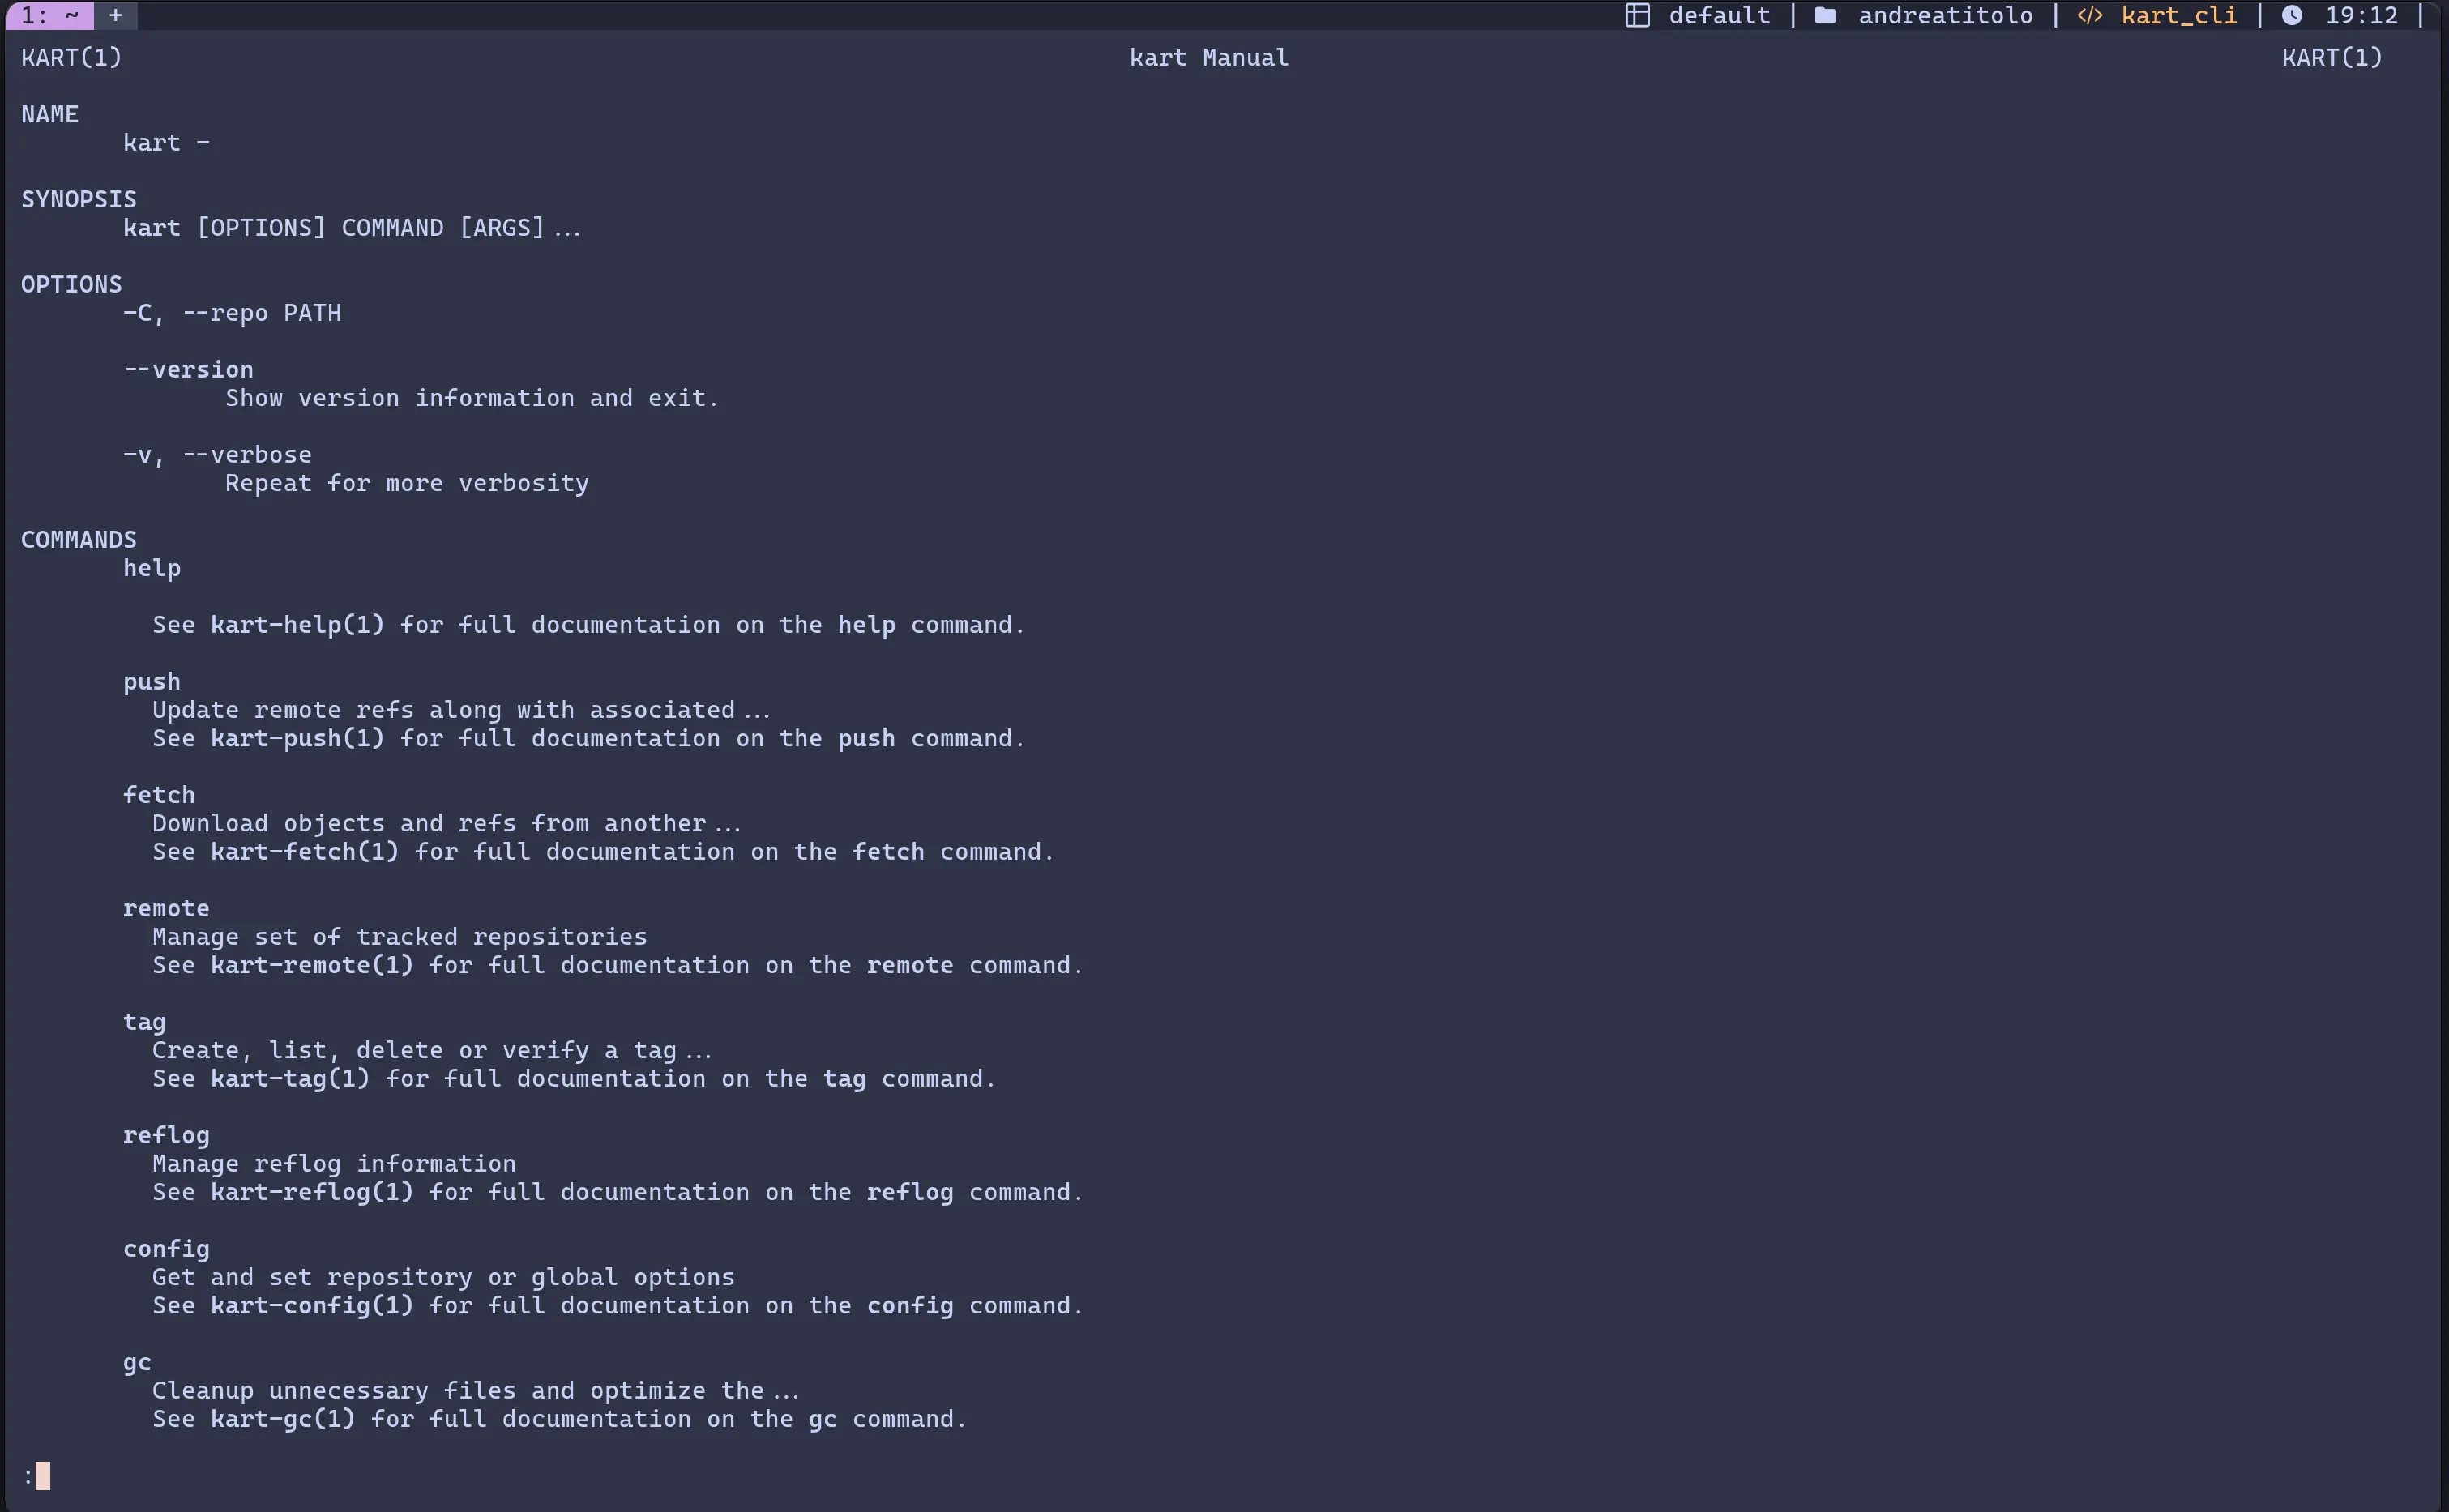 1: ~ + default | andreatitolo | </> kart_cli | 19:12 |
KART(1) kart Manual KART(1)
NAME
kart -
SYNOPSIS
kart [OPTIONS] COMMAND [ARGS]...
OPTIONS
-C, --repo PATH
--version
Show version information and exit.
-v, --verbose
Repeat for more verbosity
COMMANDS
help
See kart-help(1) for full documentation on the help command.
push
Update remote refs along with associated...
See kart-push(1) for full documentation on the push command.
fetch
Download objects and refs from another...
See kart-fetch(1) for full documentation on the fetch command.
remote
Manage set of tracked repositories
See kart-remote(1) for full documentation on the remote command.
tag
Create, list, delete or verify a tag...
See kart-tag(1) for full documentation on the tag command.
reflog
Manage reflog information
See kart-reflog(1) for full documentation on the reflog command.
config
Get and set repository or global options
See kart-config(1) for full documentation on the config command.
gc
Cleanup unnecessary files and optimize the...
See kart-gc(1) for full documentation on the gc command.
: